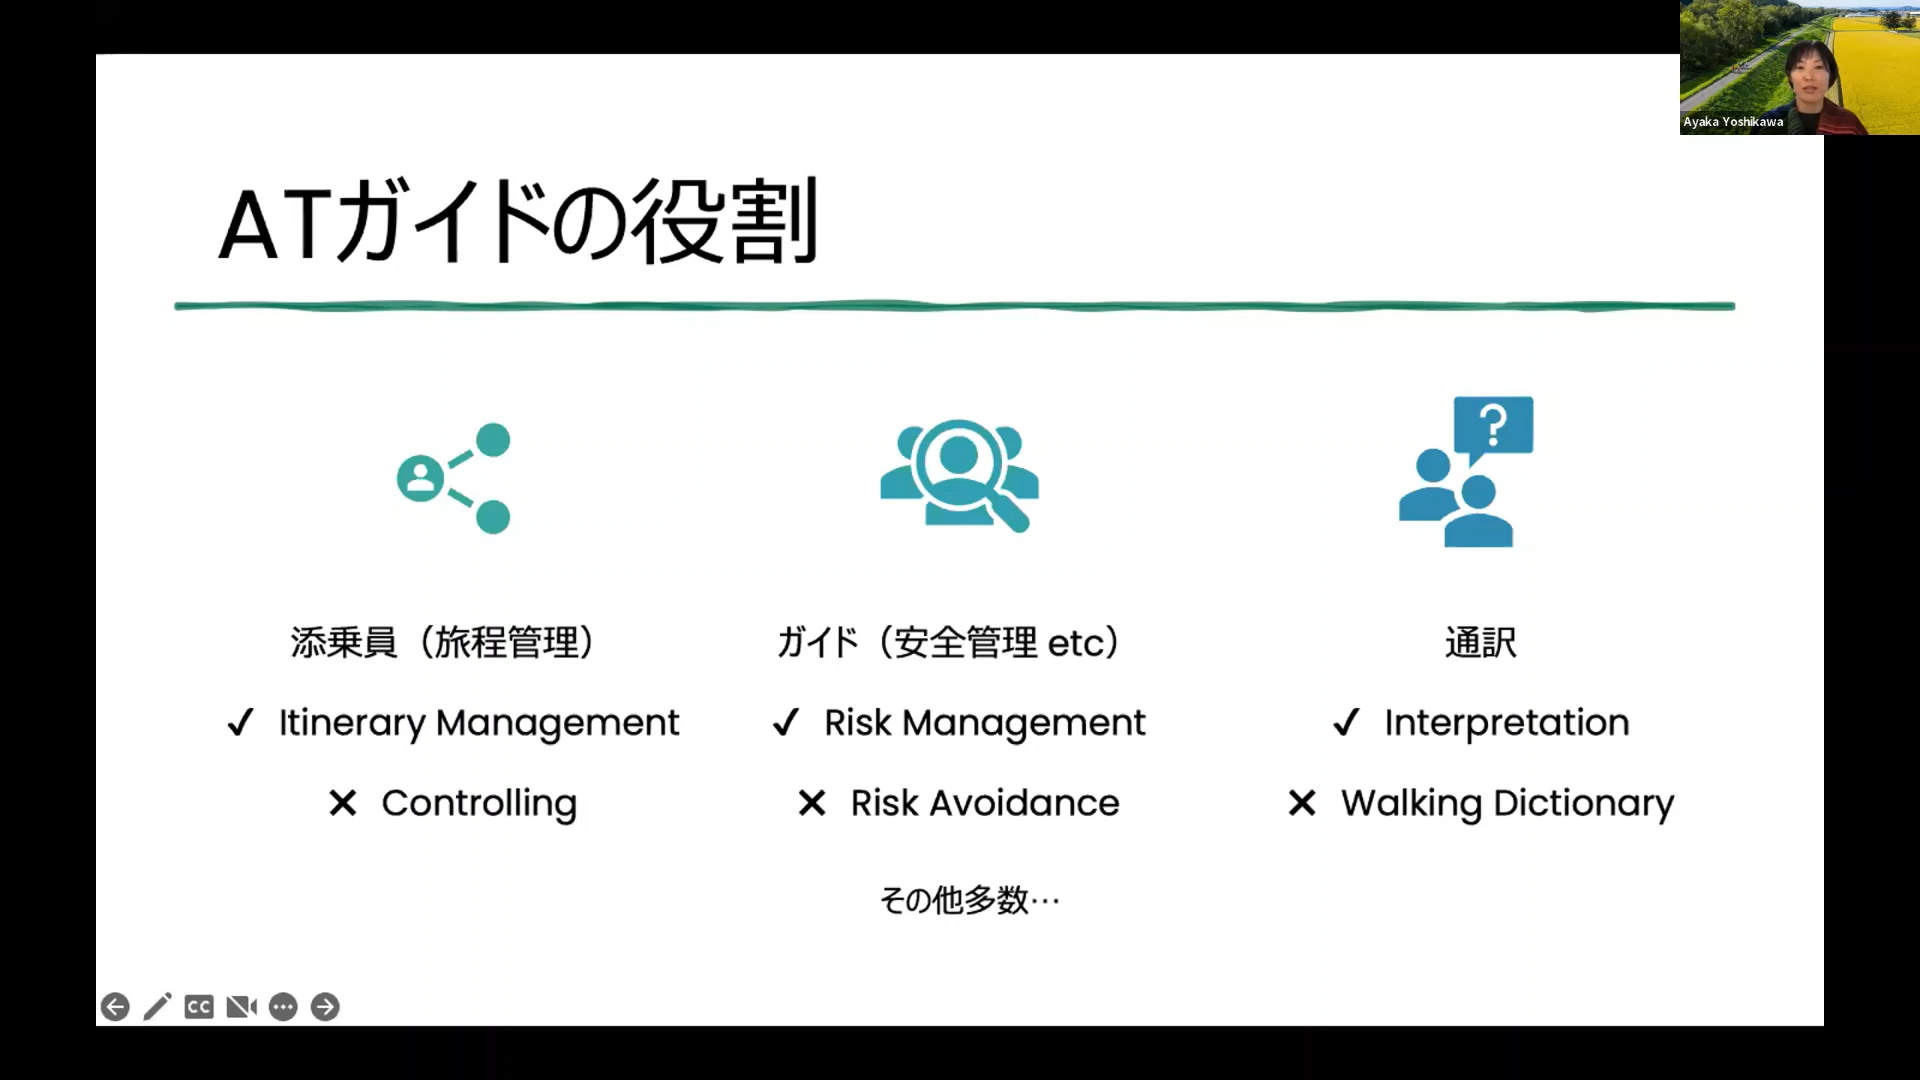 Ayaka Yoshikawa
ATガイドの役割
?
添乗員（旅程管理）
✓ Itinerary Management
✕ Controlling
ガイド（安全管理 etc）
✓ Risk Management
✕ Risk Avoidance
通訳
✓ Interpretation
✕ Walking Dictionary
その他多数…
CC